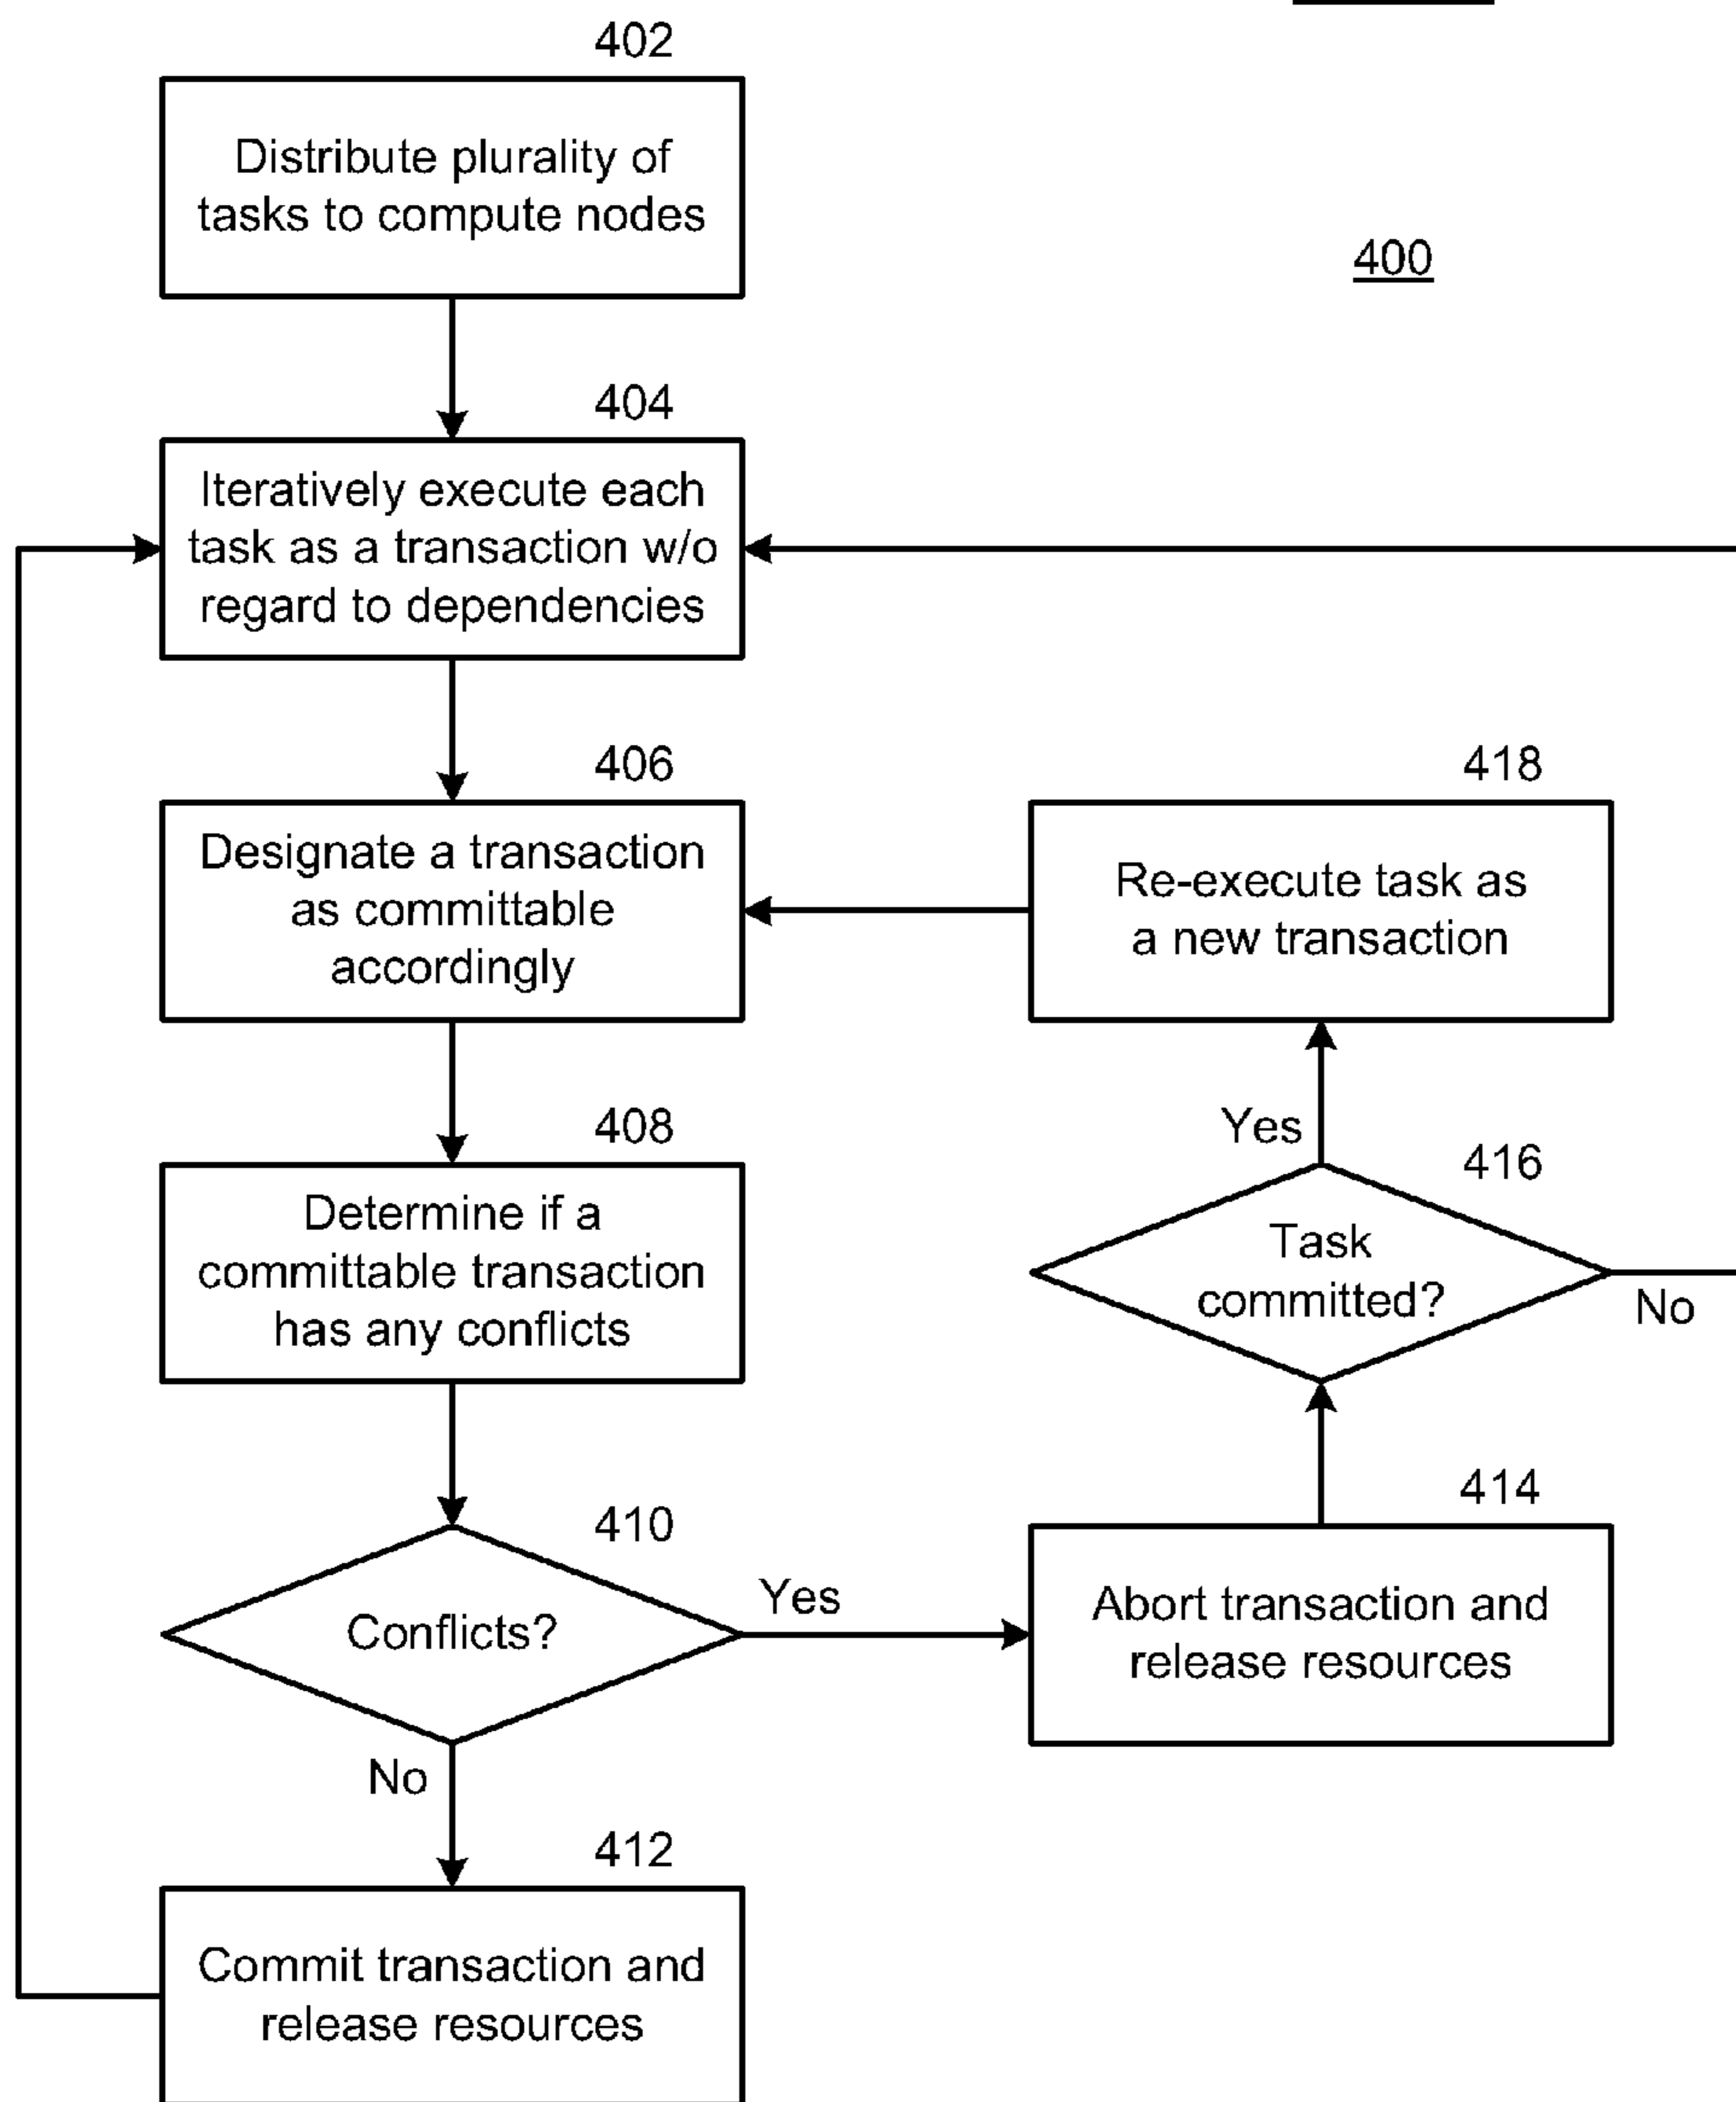 402
Distribute plurality of
tasks to compute nodes
400
404
Iteratively execute each
task as a transaction w/o
regard to dependencies
406
Designate a transaction
as committable
accordingly
418
Re-execute task as
a new transaction
408
Determine if a
committable transaction
has any conflicts
Yes
416
Task
committed?
No
410
Conflicts?
Yes
414
Abort transaction and
release resources
No
412
Commit transaction and
release resources